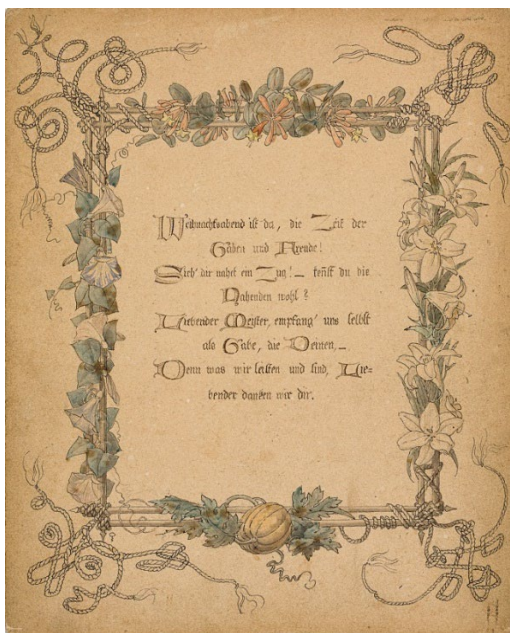 Weihnachtsabend ist da, die Zeit der
Gaben und Freude!
Sieh' dir nahet ein Zug! — kenst du die
Nahenden wohl?
Liebender Meister, empfang' uns selbst
als Gabe, die Deinen, —
Denn was wir leisten und sind, Lie-
bender danken wir dir.